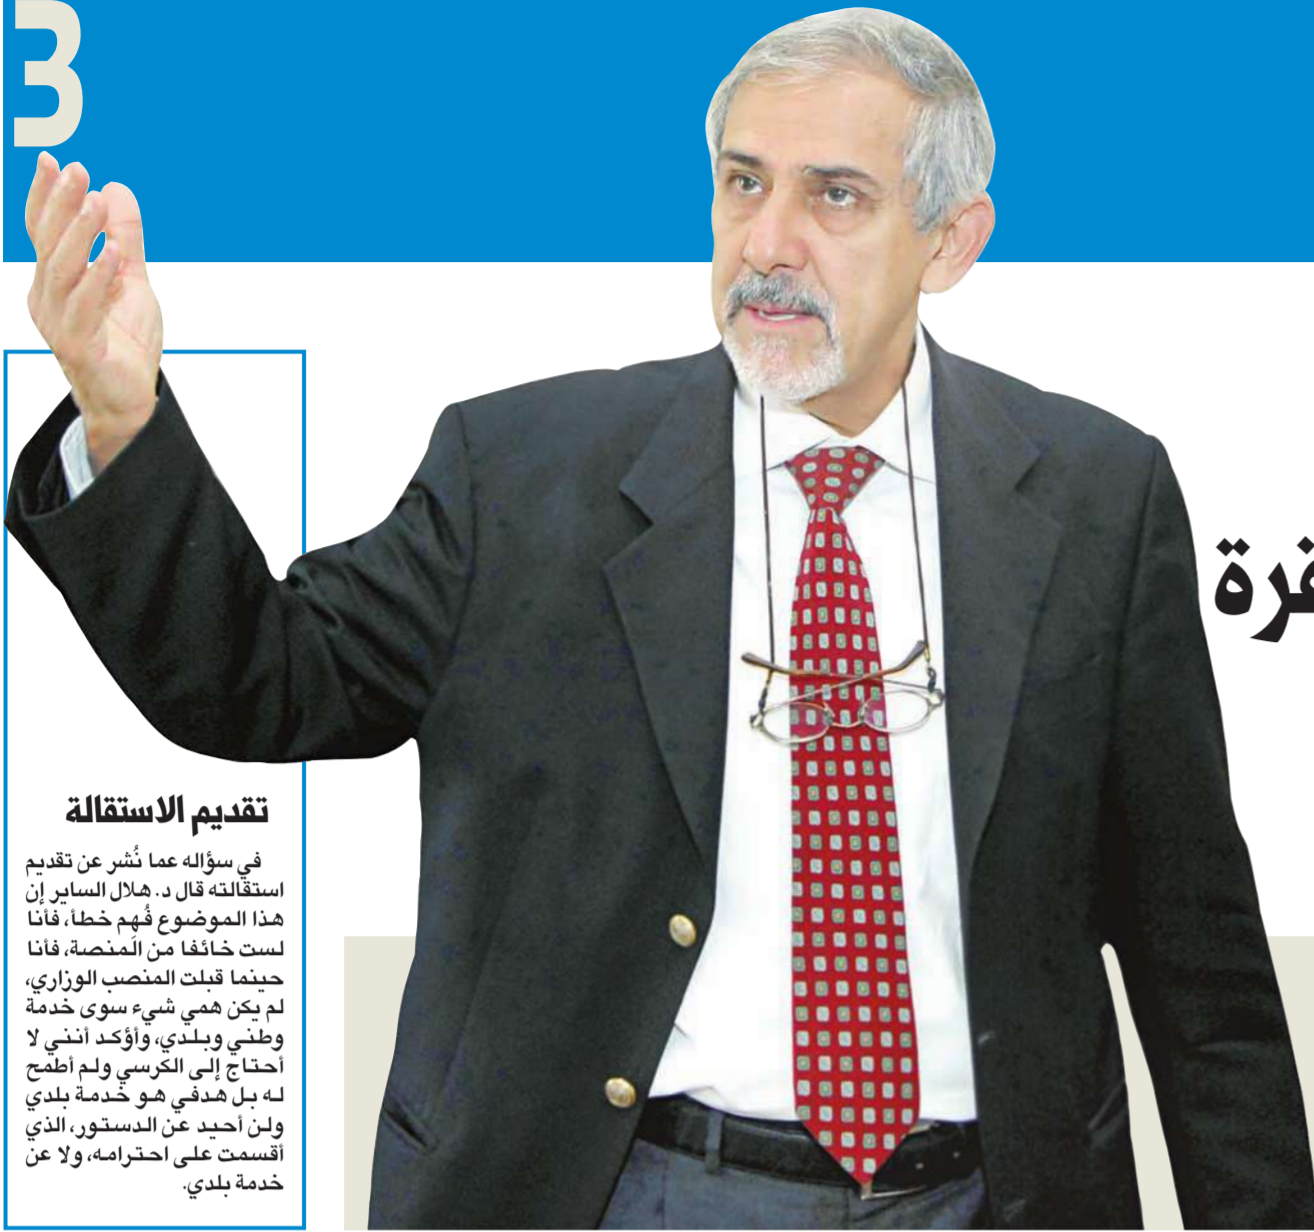 3
تقديم الاستقالة
في سؤاله عما نُشر عن تقديم
استقالته قال د. هلال الساير إن
هذا الموضوع فُهِم خطأ، فأنا
لست خائفا من المنصة، فأنا
حينما قبلت المنصب الوزاري،
لم يكن همي شيء سوى خدمة
وطني وبلدي، وأؤكد أنني لا
أحتاج إلى الكرسي ولم أطمح
له بل هدفي هو خدمة بلدي
ولن أحيد عن الدستور، الذي
أقسمت على احترامه، ولا عن
خدمة بلدي.